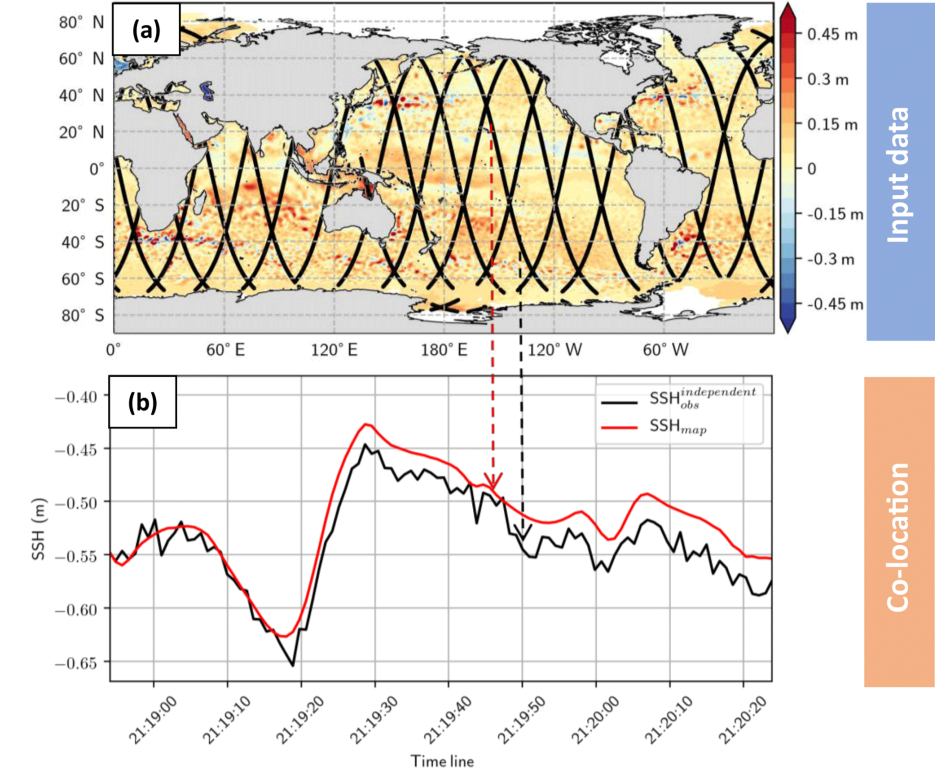 (a)
80° N
60° N
40° N
20° N
0°
20° S
40° S
60° S
80° S
0°
60° E
120° E
180° E
120° W
60° W
0.45 m
0.3 m
0.15 m
0
-0.15 m
-0.3 m
-0.45 m
Input data
(b)
SSH (m)
−0.40
−0.45
−0.50
−0.55
−0.60
−0.65
SSH_{obs}^{independent}
SSH_{map}
21:19:00
21:19:10
21:19:20
21:19:30
21:19:40
21:19:50
21:20:00
21:20:10
21:20:20
Time line
Co-location